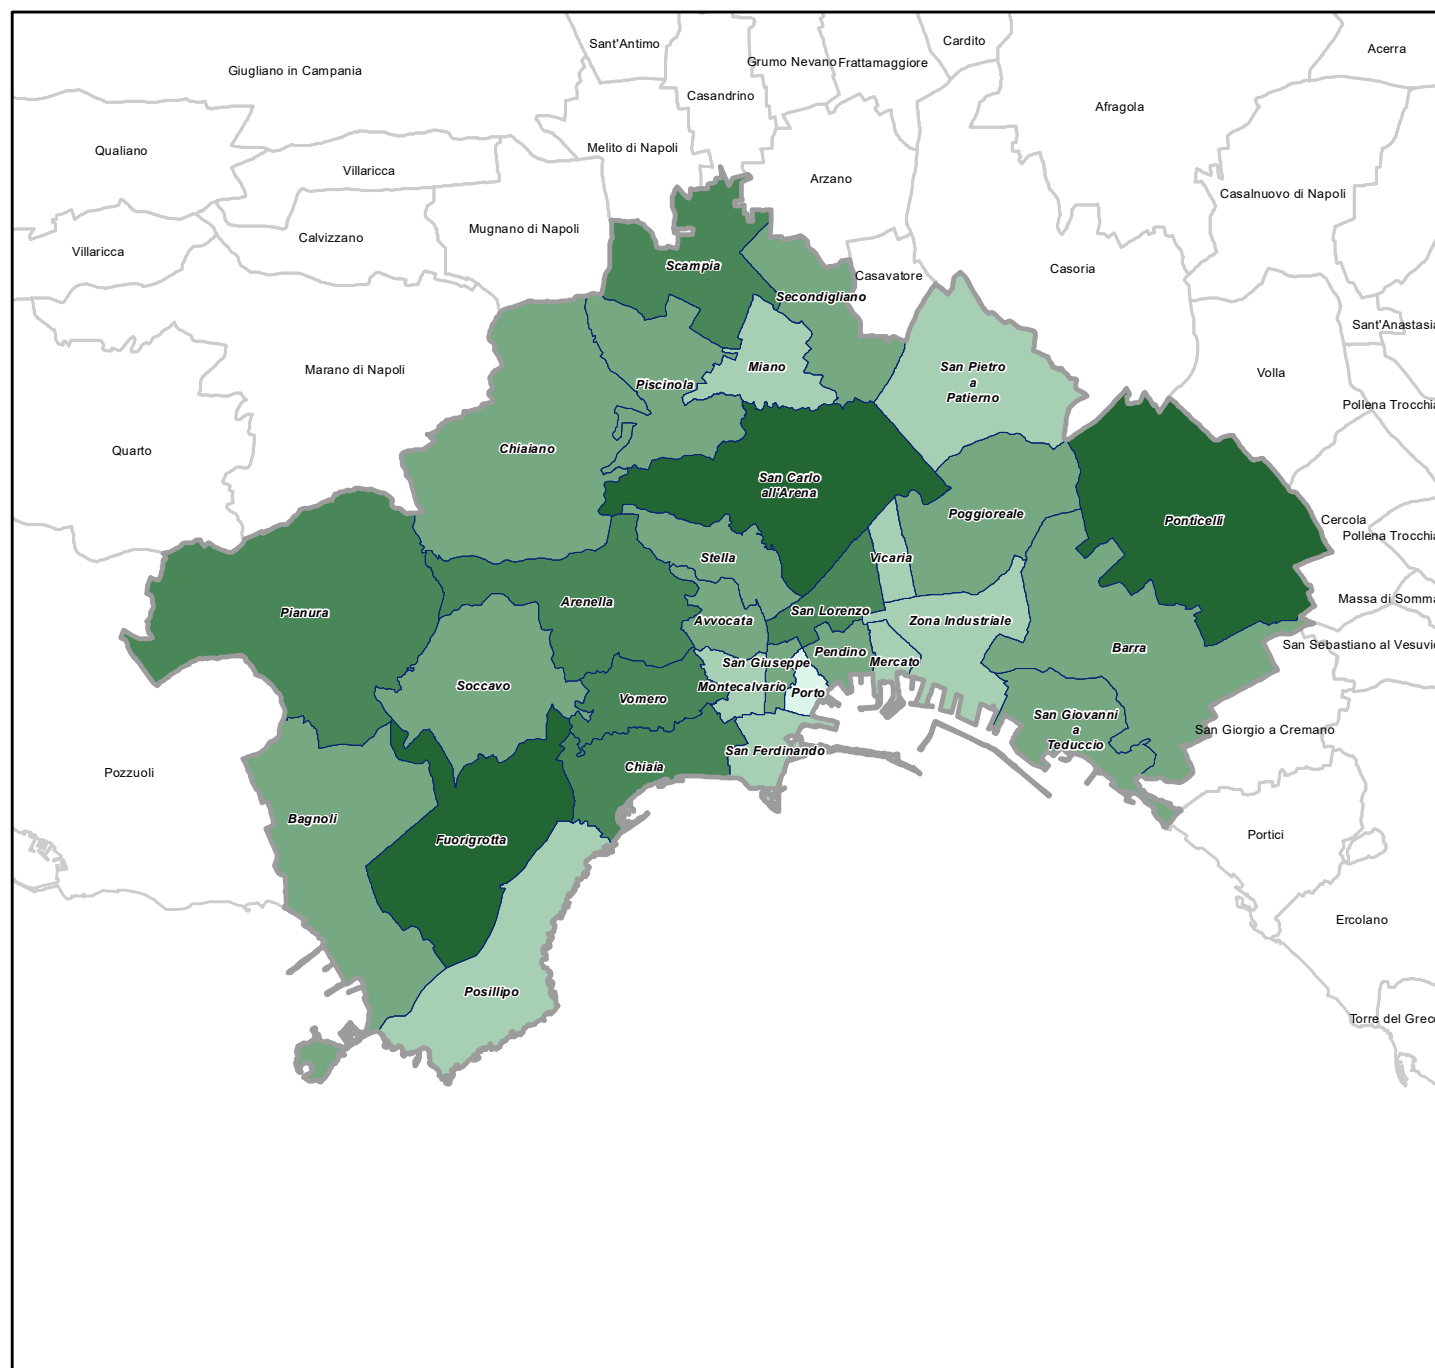 Sant'Antimo
Cardito
Acerra
Giugliano in Campania
Grumo Nevano
Frattamaggiore
Casandrino
Afragola
Qualiano
Melito di Napoli
Villaricca
Arzano
Casalnuovo di Napoli
Mugnano di Napoli
Calvizzano
Villaricca
Scampia
Casavatore
Casoria
Secondigliano
Sant'Anastasia
Marano di Napoli
Miano
San Pietro
a
Patierno
Volla
Piscinola
Pollena Trocchia
Quarto
Chiaiano
San Carlo
all'Arena
Poggioreale
Ponticelli
Cercola
Pollena Trocchia
Stella
Vicaria
Massa di Somma
Pianura
Arenella
San Lorenzo
Avvocata
Zona Industriale
Barra
San Sebastiano al Vesuvio
Pendino
San Giuseppe
Mercato
Soccavo
Montecalvario
Porto
Vomero
San Giovanni
a
Teduccio
San Giorgio a Cremano
San Ferdinando
Pozzuoli
Chiaia
Bagnoli
Fuorigrotta
Portici
Ercolano
Posillipo
Torre del Greco